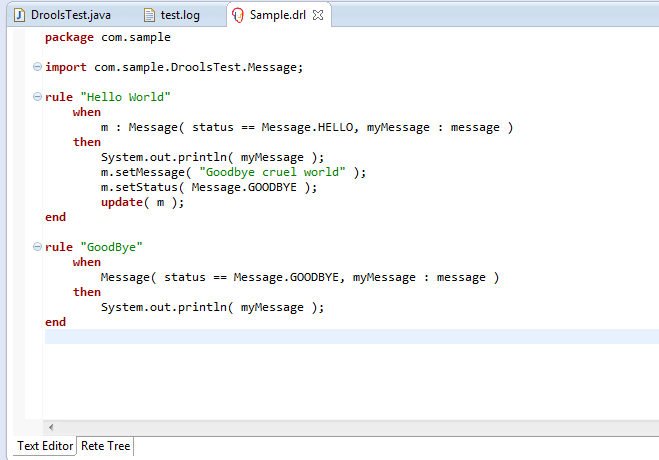 DroolsTest.java test.log Sample.drl
package com.sample
import com.sample.DroolsTest.Message;
rule "Hello World"
    when
        m : Message( status == Message.HELLO, myMessage : message )
    then
        System.out.println( myMessage );
        m.setMessage( "Goodbye cruel world" );
        m.setStatus( Message.GOODBYE );
        update( m );
end
rule "GoodBye"
    when
        Message( status == Message.GOODBYE, myMessage : message )
    then
        System.out.println( myMessage );
end
Text Editor Rete Tree